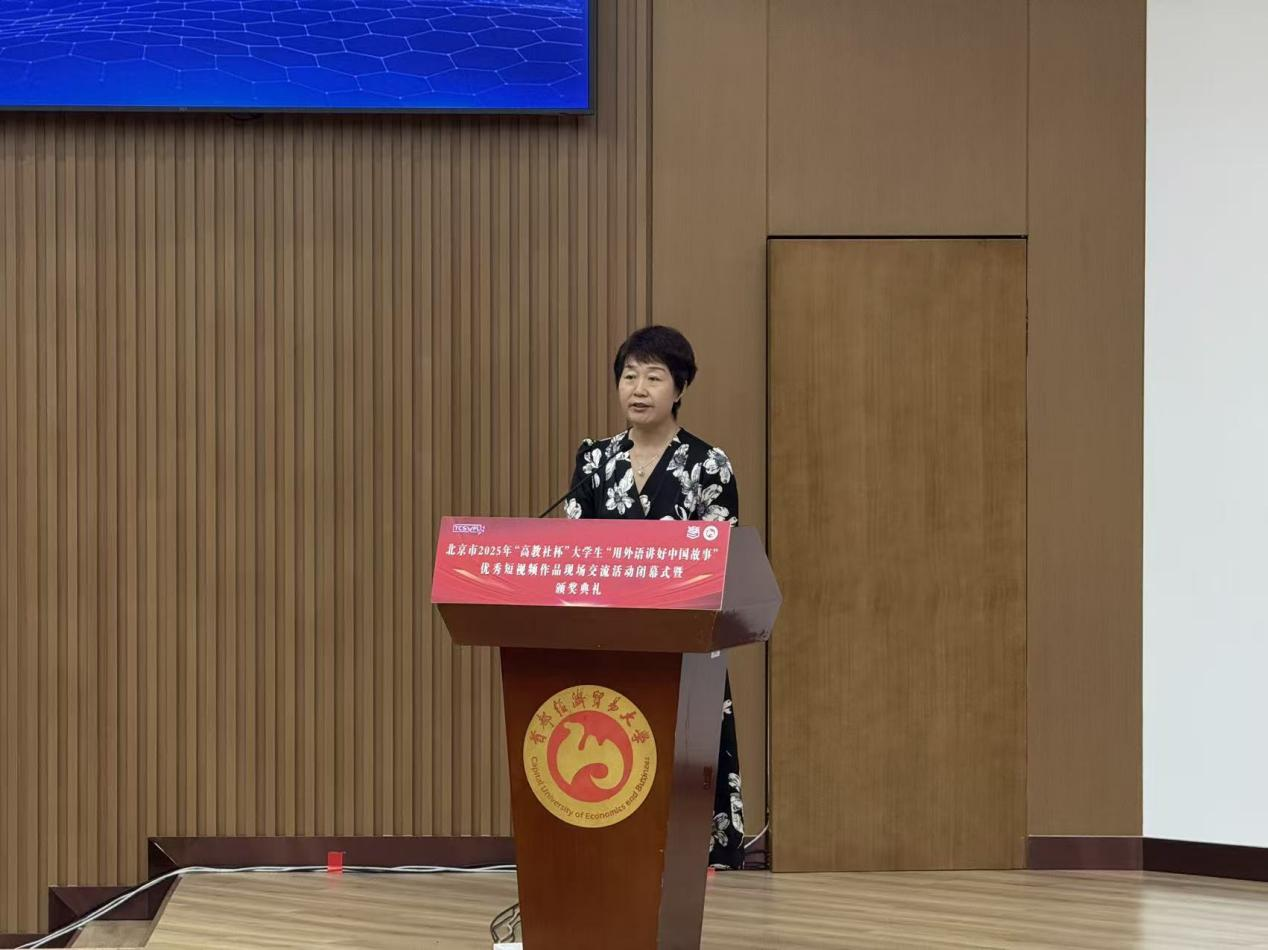 TCSWFL
北京市2025年“高教社杯”大学生“用外语讲好中国故事”
优秀短视频作品现场交流活动闭幕式暨
颁奖典礼
首都经济贸易大学
Capital University of Economics and Business